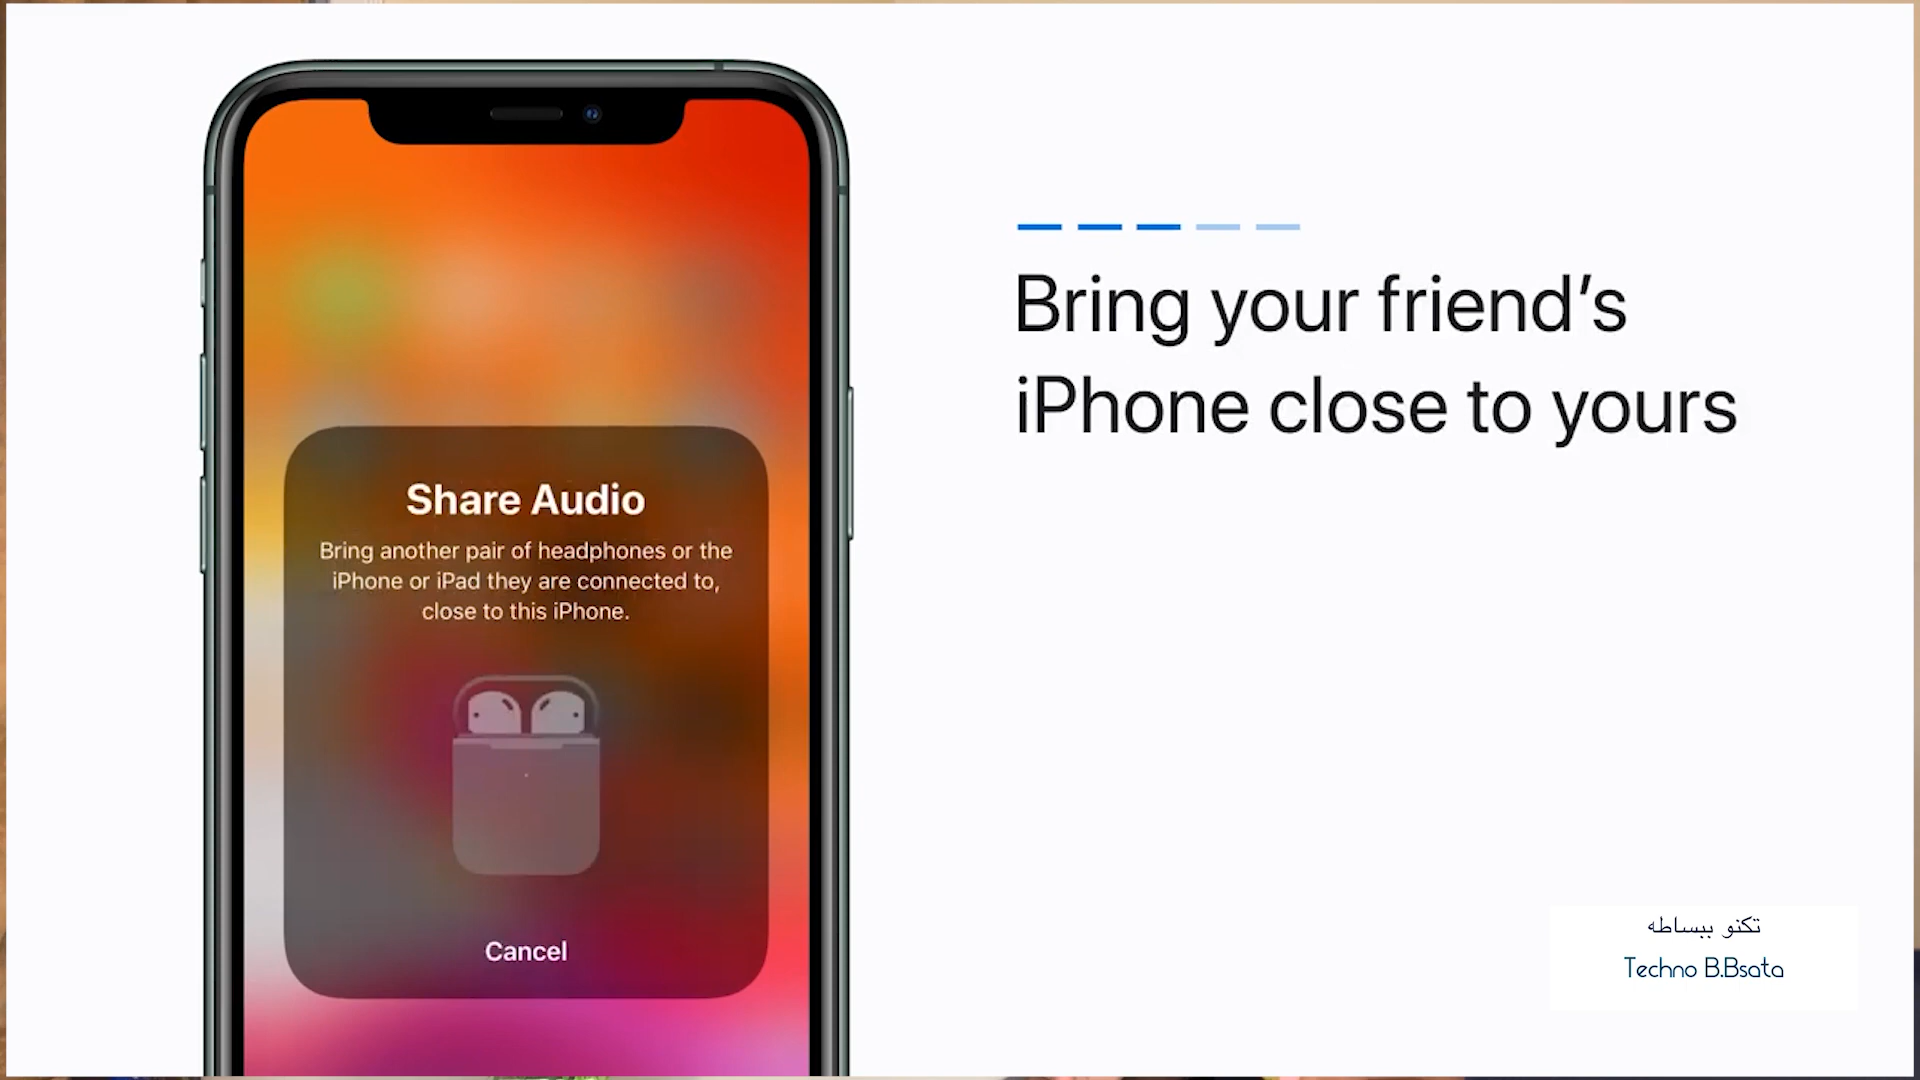 Bring your friend’s
iPhone close to yours
Share Audio
Bring another pair of headphones or the
iPhone or iPad they are connected to,
close to this iPhone.
Cancel
تكنو ببساطه
Techno B.Bsata